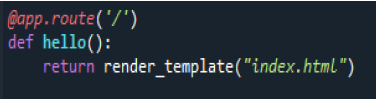 @app.route('/')
def hello():
    return render_template("index.html")